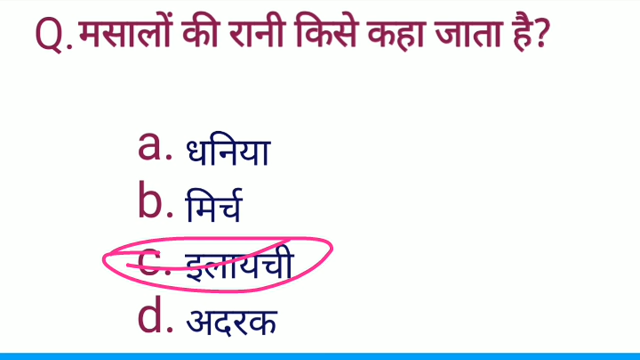 Q. मसालों की रानी किसे कहा जाता है?
a. धनिया
b. मिर्च
c. इलायची
d. अदरक